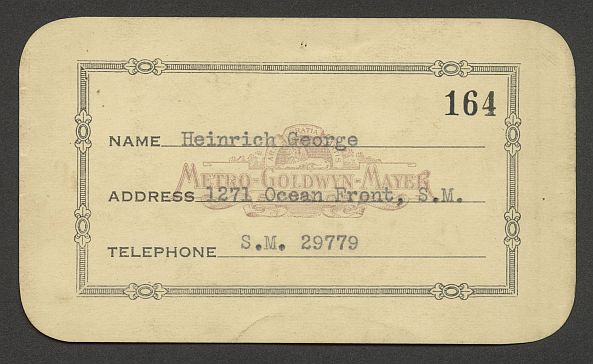 164
NAME Heinrich George
METRO-GOLDWYN-MAYER
ADDRESS 1271 Ocean Front, S.M.
TELEPHONE S.M. 29779